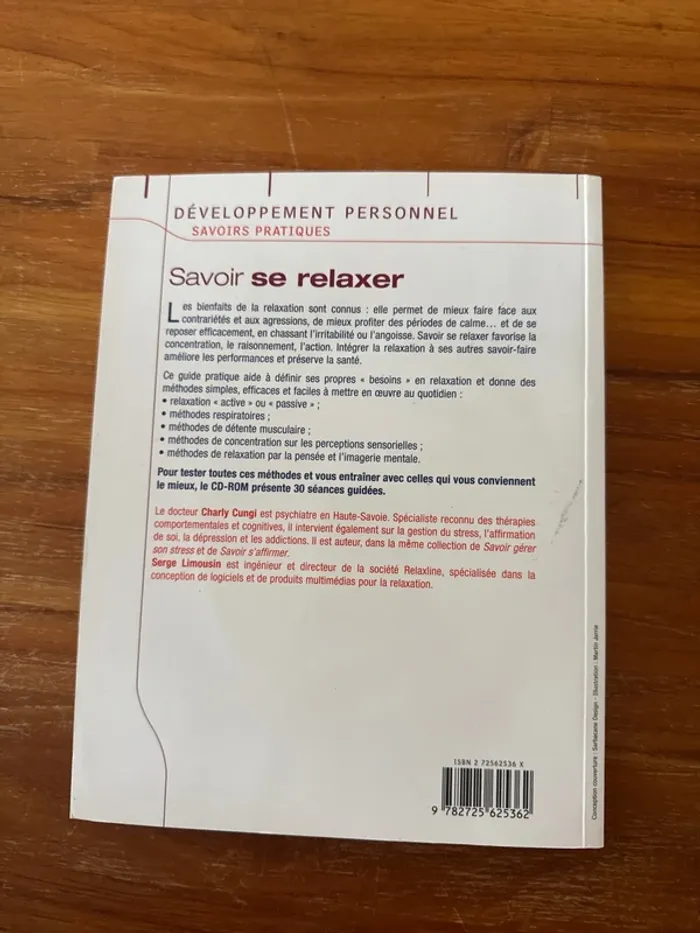 DÉVELOPPEMENT PERSONNEL
SAVOIRS PRATIQUES
Savoir se relaxer
Les bienfaits de la relaxation sont connus : elle permet de mieux faire face aux
contrariétés et aux agressions, de mieux profiter des périodes de calme... et de se
reposer efficacement, en chassant l'irritabilité ou l'angoisse. Savoir se relaxer favorise la
concentration, le raisonnement, l'action. Intégrer la relaxation à ses autres savoir-faire
améliore les performances et préserve la santé.
Ce guide pratique aide à définir ses propres « besoins » en relaxation et donne des
méthodes simples, efficaces et faciles à mettre en œuvre au quotidien :
• relaxation « active » ou « passive » ;
• méthodes respiratoires ;
• méthodes de détente musculaire ;
• méthodes de concentration sur les perceptions sensorielles ;
• méthodes de relaxation par la pensée et l'imagerie mentale.
Pour tester toutes ces méthodes et vous entraîner avec celles qui vous conviennent
le mieux, le CD-ROM présente 30 séances guidées.
Le docteur Charly Cungi est psychiatre en Haute-Savoie. Spécialiste reconnu des thérapies
comportementales et cognitives, il intervient également sur la gestion du stress, l'affirmation
de soi, la dépression et les addictions. Il est auteur, dans la même collection de Savoir gérer
son stress et de Savoir s'affirmer.
Serge Limousin est ingénieur et directeur de la société Relaxline, spécialisée dans la
conception de logiciels et de produits multimédias pour la relaxation.
ISBN 2 72562536 X
9 782725 625362
Conception couverture : Sarbacane Design - Illustration : Martin Jarrie